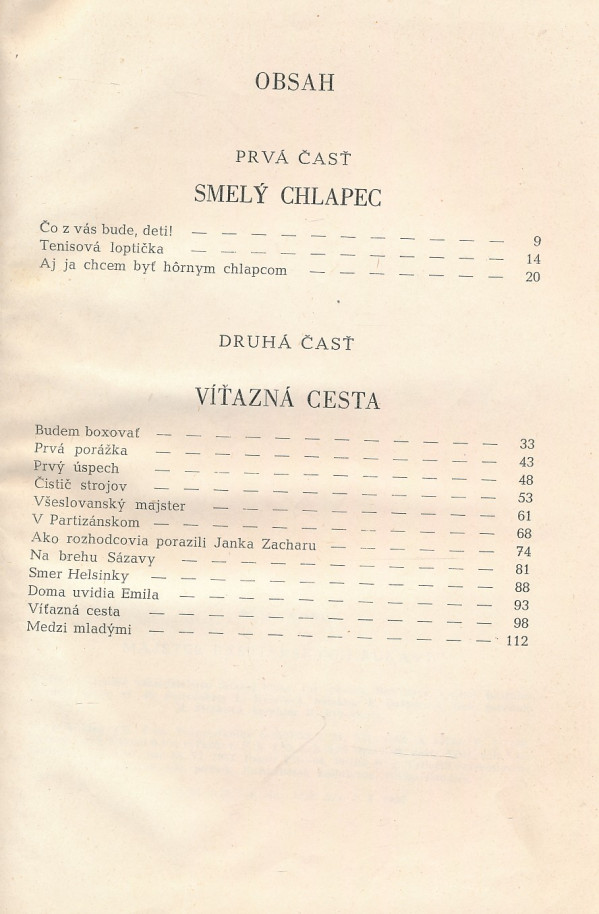 OBSAH
PRVÁ ČASŤ
SMELÝ CHLAPEC
Čo z vás bude, deti! — — — — — — — — — — — 9
Tenisová loptička — — — — — — — — — — — 14
Aj ja chcem byť hôrnym chlapcom — — — — — — — 20
DRUHÁ ČASŤ
VÍŤAZNÁ CESTA
Budem boxovať — — — — — — — — — — — — 33
Prvá porážka — — — — — — — — — — — — 43
Prvý úspech — — — — — — — — — — — — 48
Čistič strojov — — — — — — — — — — — — 53
Všeslovanský majster — — — — — — — — — — — 61
V Partizánskom — — — — — — — — — — — — 68
Ako rozhodcovia porazili Janka Zacharu — — — — — — 74
Na brehu Sázavy — — — — — — — — — — — 81
Smer Helsinky — — — — — — — — — — — — 88
Doma uvidia Emila — — — — — — — — — — — 93
Víťazná cesta — — — — — — — — — — — — 98
Medzi mladými — — — — — — — — — — — — 112